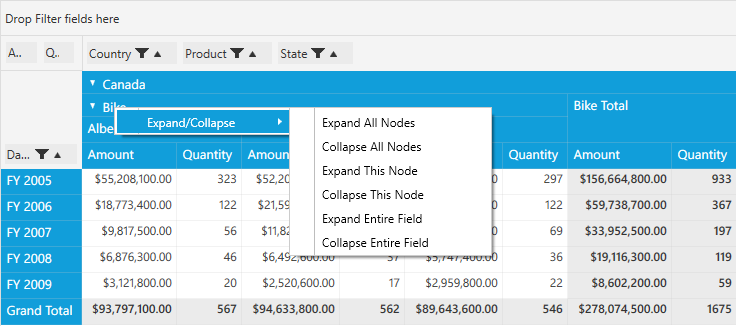 Drop Filter fields here
A.. Q.. Country Product State
Canada
Bike Bike Total
Expand/Collapse Expand All Nodes
Albe
Collapse All Nodes
Da... Amount Quantity Amount Quantity Amount Quantity
Expand This Node
FY 2005 $55,208,100.00 323 $52,20 .00 297 $156,664,800.00 933
Collapse This Node
FY 2006 $18,773,400.00 122 $21,59 .00 122 $59,738,700.00 367
Expand Entire Field
FY 2007 $9,817,500.00 56 $11,82 .00 69 $33,952,500.00 197
Collapse Entire Field
FY 2008 $6,876,300.00 46 $6,492,600.00 37 $5,747,400.00 36 $19,116,300.00 119
FY 2009 $3,121,800.00 20 $2,520,600.00 17 $2,959,800.00 22 $8,602,200.00 59
Grand Total $93,797,100.00 567 $94,633,800.00 562 $89,643,600.00 546 $278,074,500.00 1675